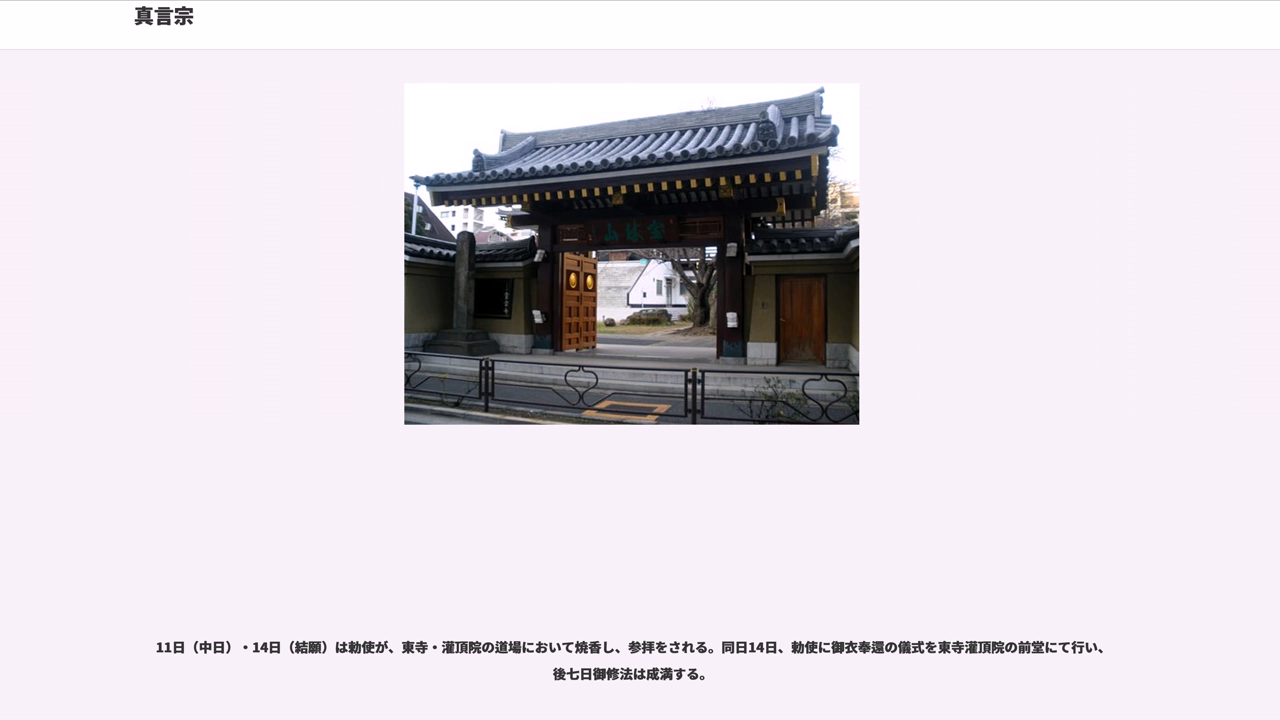 真言宗
山林宝
11日（中日）・14日（結願）は勅使が、東寺・灌頂院の道場において焼香し、参拝をされる。同日14日、勅使に御衣奉還の儀式を東寺灌頂院の前堂にて行い、
後七日御修法は成満する。